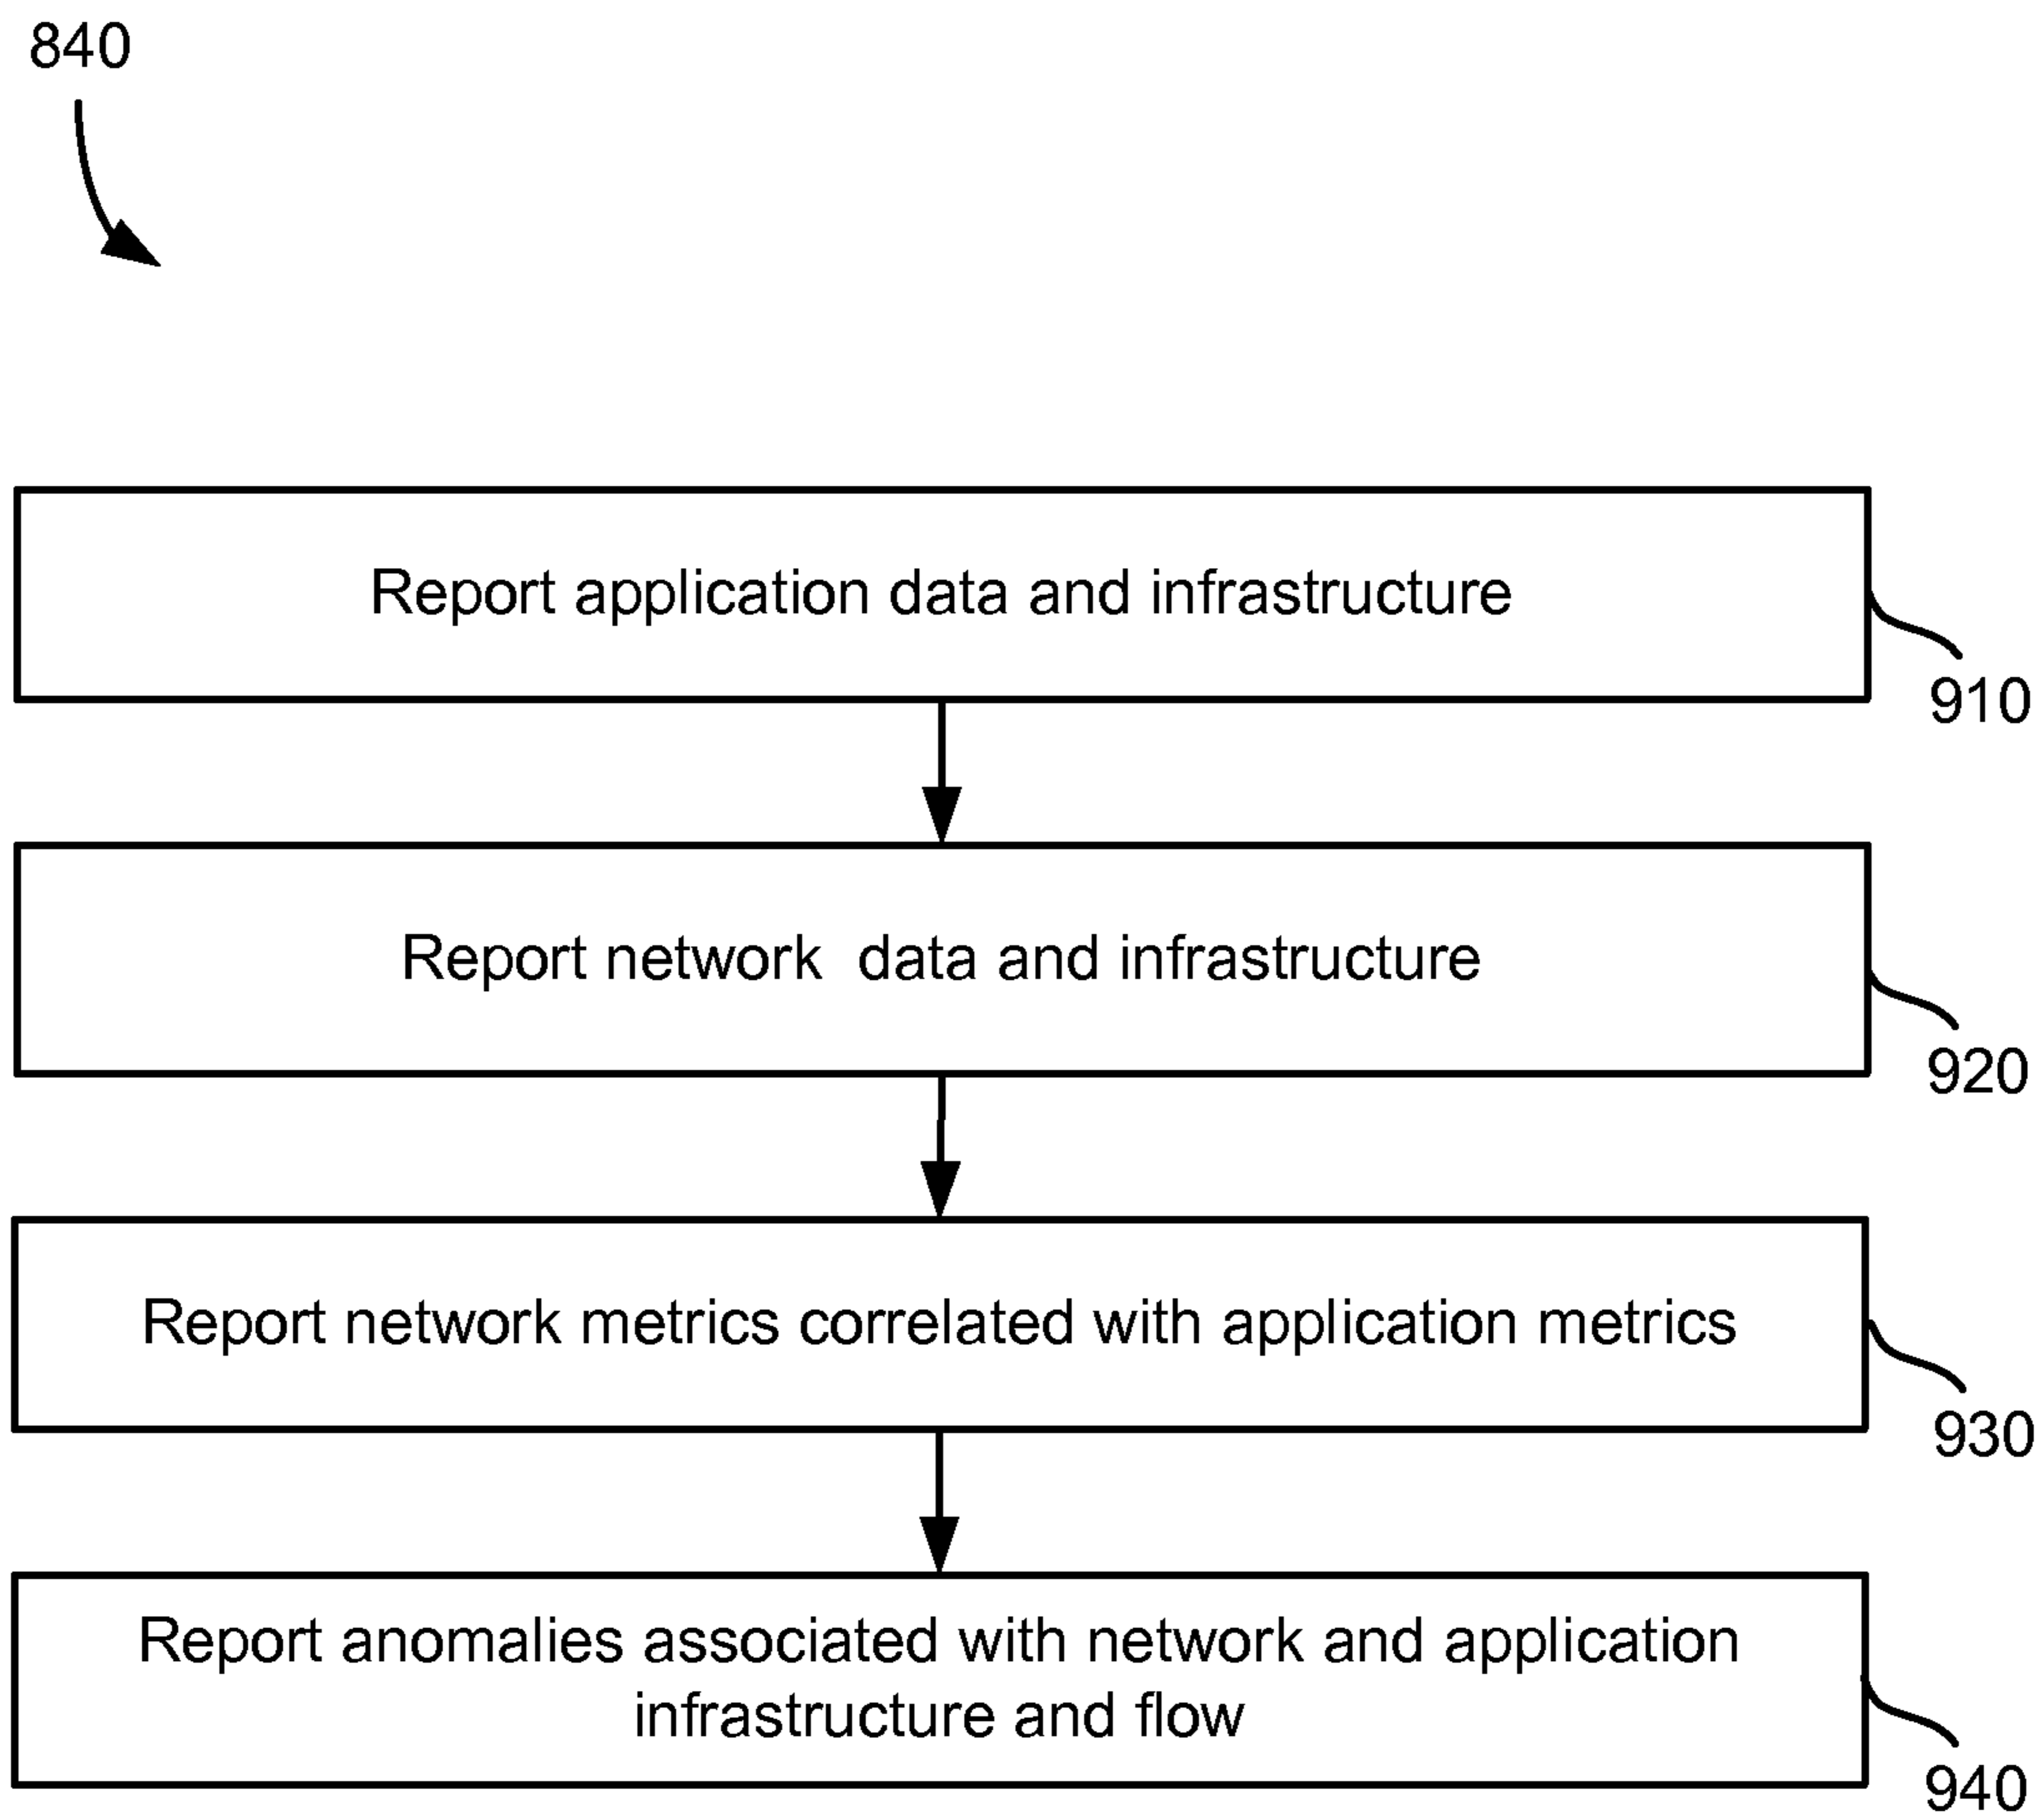 840
Report application data and infrastructure
910
Report network  data and infrastructure
920
Report network metrics correlated with application metrics
930
Report anomalies associated with network and application
infrastructure and flow
940